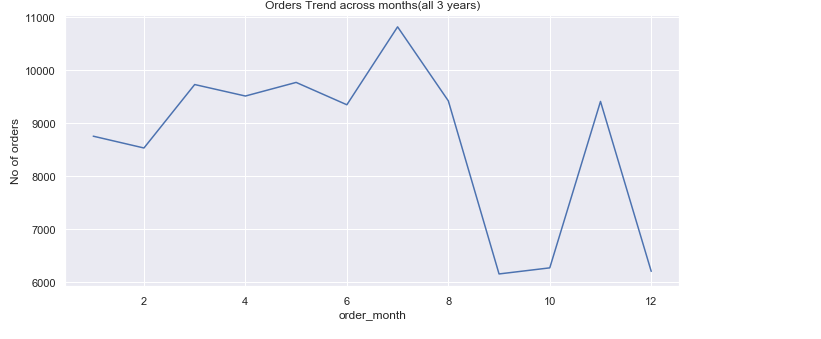 Orders Trend across months(all 3 years)
11000
10000
9000
8000
7000
6000
No of orders
2 4 6 8 10 12
order_month